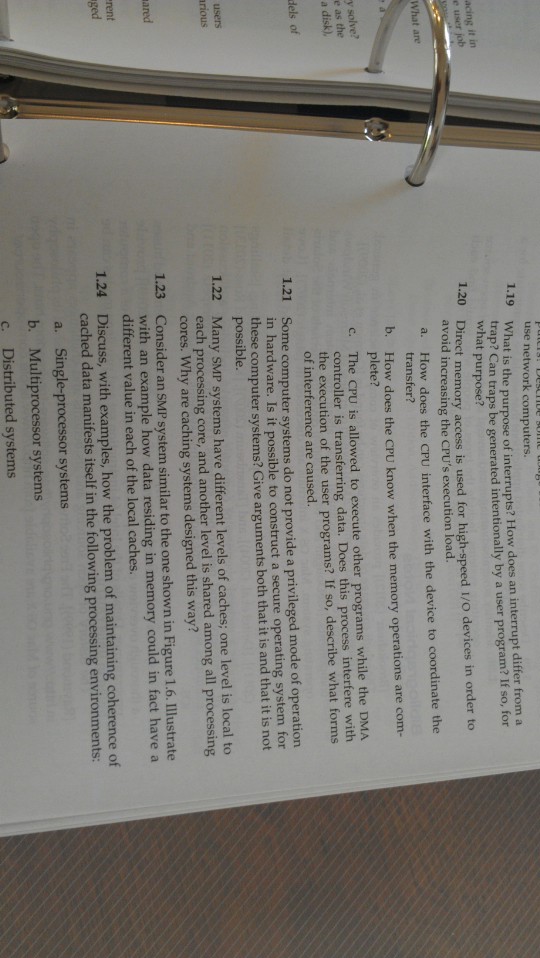 acing it in
e user job
What are
y solve?
e as the
a disk),
dels of
users
arious
ared
erent
ged
use network computers.
1.19 What is the purpose of interrupts? How does an interrupt differ from a
trap? Can traps be generated intentionally by a user program? If so, for
what purpose?
1.20 Direct memory access is used for high-speed I/O devices in order to
avoid increasing the CPU's execution load.
a. How does the CPU interface with the device to coordinate the
transfer?
b. How does the CPU know when the memory operations are com-
plete?
c. The CPU is allowed to execute other programs while the DMA
controller is transferring data. Does this process interfere with
the execution of the user programs? If so, describe what forms
of interference are caused.
1.21 Some computer systems do not provide a privileged mode of operation
in hardware. Is it possible to construct a secure operating system for
these computer systems? Give arguments both that it is and that it is not
possible.
1.22 Many SMP systems have different levels of caches; one level is local to
each processing core, and another level is shared among all processing
cores. Why are caching systems designed this way?
1.23 Consider an SMP system similar to the one shown in Figure 1.6. Illustrate
with an example how data residing in memory could in fact have a
different value in each of the local caches.
1.24 Discuss, with examples, how the problem of maintaining coherence of
cached data manifests itself in the following processing environments:
a. Single-processor systems
b. Multiprocessor systems
c. Distributed systems